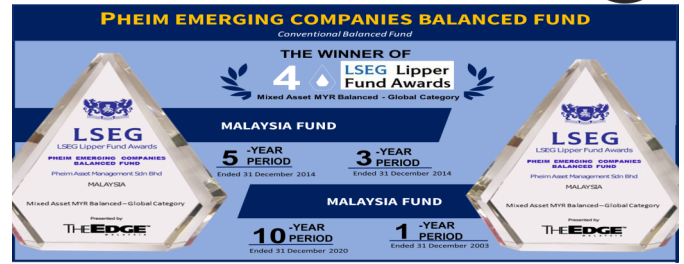 PHEIM EMERGING COMPANIES BALANCED FUND
Conventional Balanced Fund
THE WINNER OF
4 LSEG Lipper
Fund Awards
Mixed Asset MYR Balanced - Global Category
LSEG
LSEG Lipper Fund Awards
PHEIM EMERGING COMPANIES
BALANCED FUND
Pheim Asset Management Sdn Bhd
MALAYSIA
Mixed Asset MYR Balanced—Global Category
Presented by
THE EDGE
MALAYSIA
MALAYSIA FUND
5 -YEAR PERIOD
Ended 31 December 2014
3 -YEAR PERIOD
Ended 31 December 2014
MALAYSIA FUND
10 -YEAR PERIOD
Ended 31 December 2020
1 -YEAR PERIOD
Ended 31 December 2003
LSEG
LSEG Lipper Fund Awards
PHEIM EMERGING COMPANIES
BALANCED FUND
Pheim Asset Management Sdn Bhd
MALAYSIA
Mixed Asset MYR Balanced—Global Category
Presented by
THE EDGE
MALAYSIA